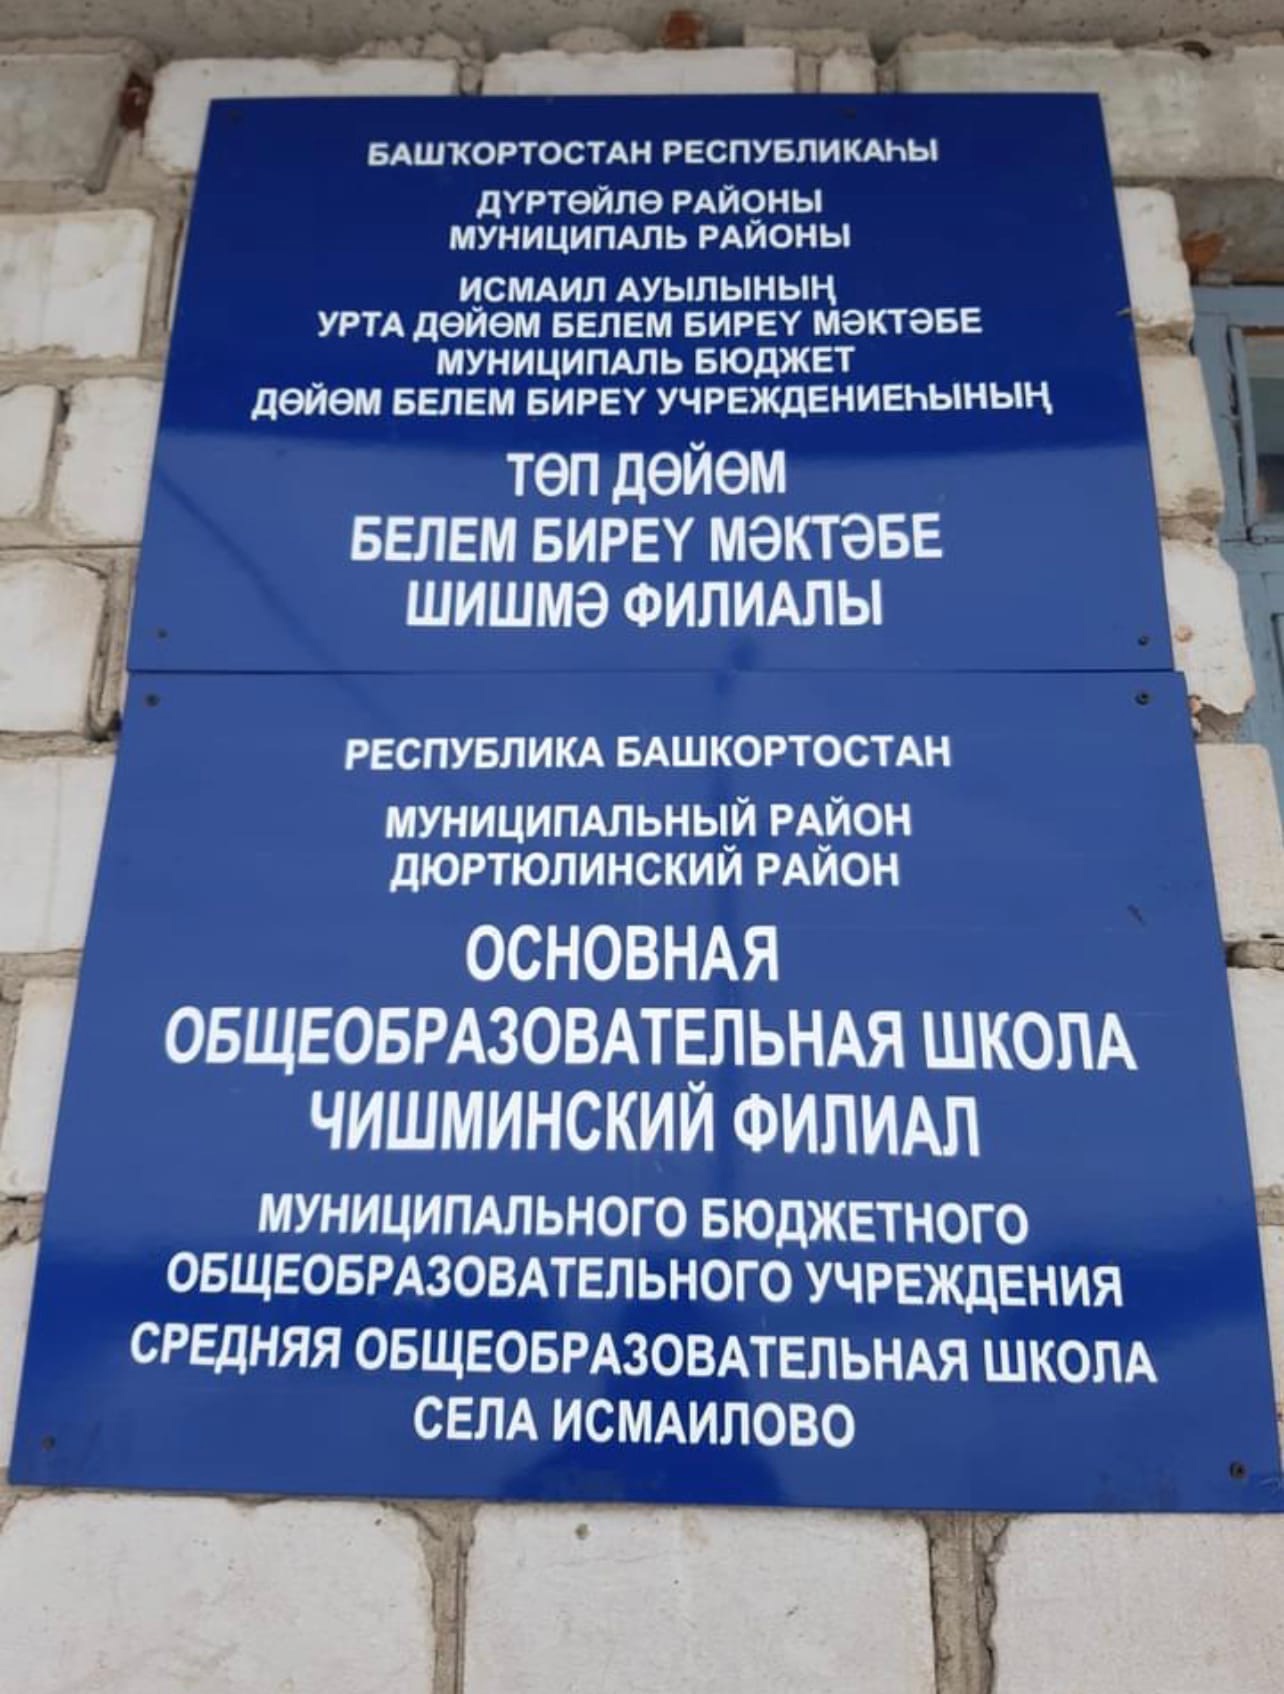 БАШҠОРТОСТАН РЕСПУБЛИКАҺЫ
ДҮРТӨЙЛӨ РАЙОНЫ
МУНИЦИПАЛЬ РАЙОНЫ
ИСМАИЛ АУЫЛЫНЫҢ
УРТА ДӨЙӨМ БЕЛЕМ БИРЕҮ МӘКТӘБЕ
МУНИЦИПАЛЬ БЮДЖЕТ
ДӨЙӨМ БЕЛЕМ БИРЕҮ УЧРЕЖДЕНИЕҺЫНЫҢ
ТӨП ДӨЙӨМ
БЕЛЕМ БИРЕҮ МӘКТӘБЕ
ШИШМӘ ФИЛИАЛЫ
РЕСПУБЛИКА БАШКОРТОСТАН
МУНИЦИПАЛЬНЫЙ РАЙОН
ДЮРТЮЛИНСКИЙ РАЙОН
ОСНОВНАЯ
ОБЩЕОБРАЗОВАТЕЛЬНАЯ ШКОЛА
ЧИШМИНСКИЙ ФИЛИАЛ
МУНИЦИПАЛЬНОГО БЮДЖЕТНОГО
ОБЩЕОБРАЗОВАТЕЛЬНОГО УЧРЕЖДЕНИЯ
СРЕДНЯЯ ОБЩЕОБРАЗОВАТЕЛЬНАЯ ШКОЛА
СЕЛА ИСМАИЛОВО